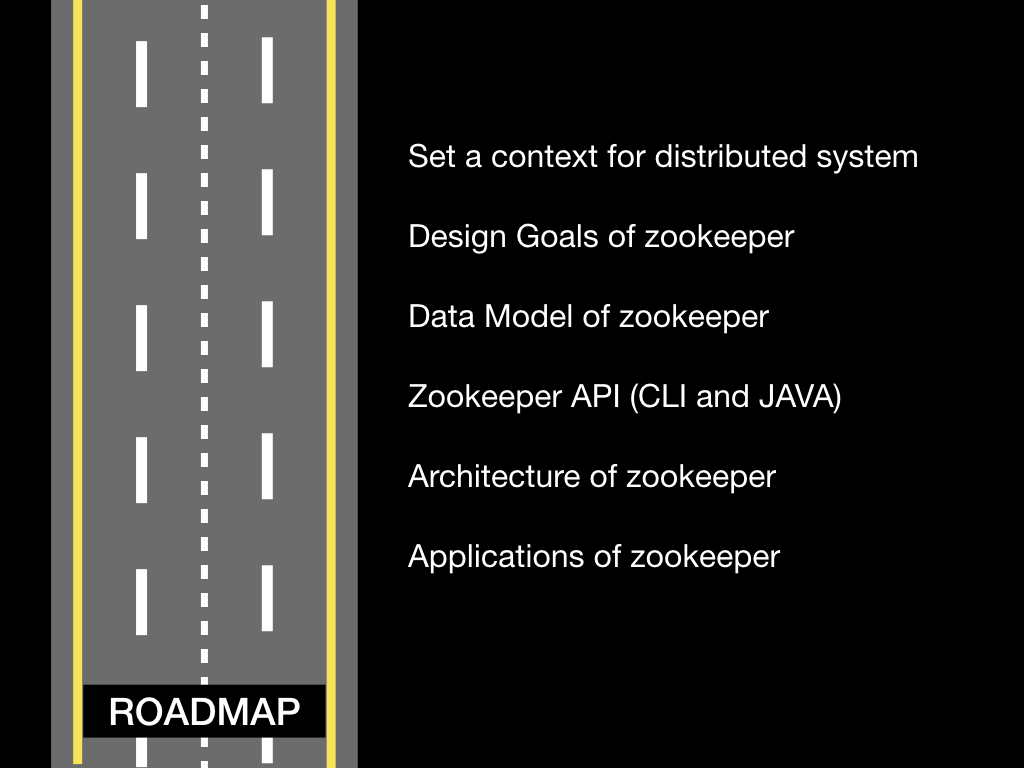 Set a context for distributed system
Design Goals of zookeeper
Data Model of zookeeper
Zookeeper API (CLI and JAVA)
Architecture of zookeeper
Applications of zookeeper
ROADMAP